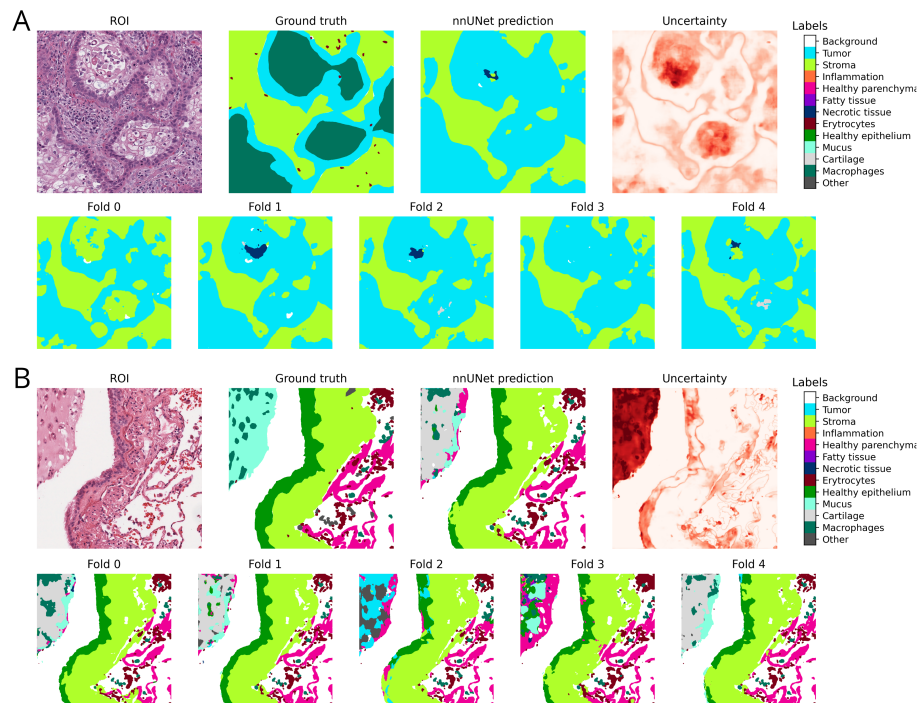 A
ROI
Ground truth
nnUNet prediction
Uncertainty
Labels
Background
Tumor
Stroma
Inflammation
Healthy parenchyma
Fatty tissue
Necrotic tissue
Erytrocytes
Healthy epithelium
Mucus
Cartilage
Macrophages
Other
Fold 0
Fold 1
Fold 2
Fold 3
Fold 4
B
ROI
Ground truth
nnUNet prediction
Uncertainty
Labels
Background
Tumor
Stroma
Inflammation
Healthy parenchyma
Fatty tissue
Necrotic tissue
Erytrocytes
Healthy epithelium
Mucus
Cartilage
Macrophages
Other
Fold 0
Fold 1
Fold 2
Fold 3
Fold 4